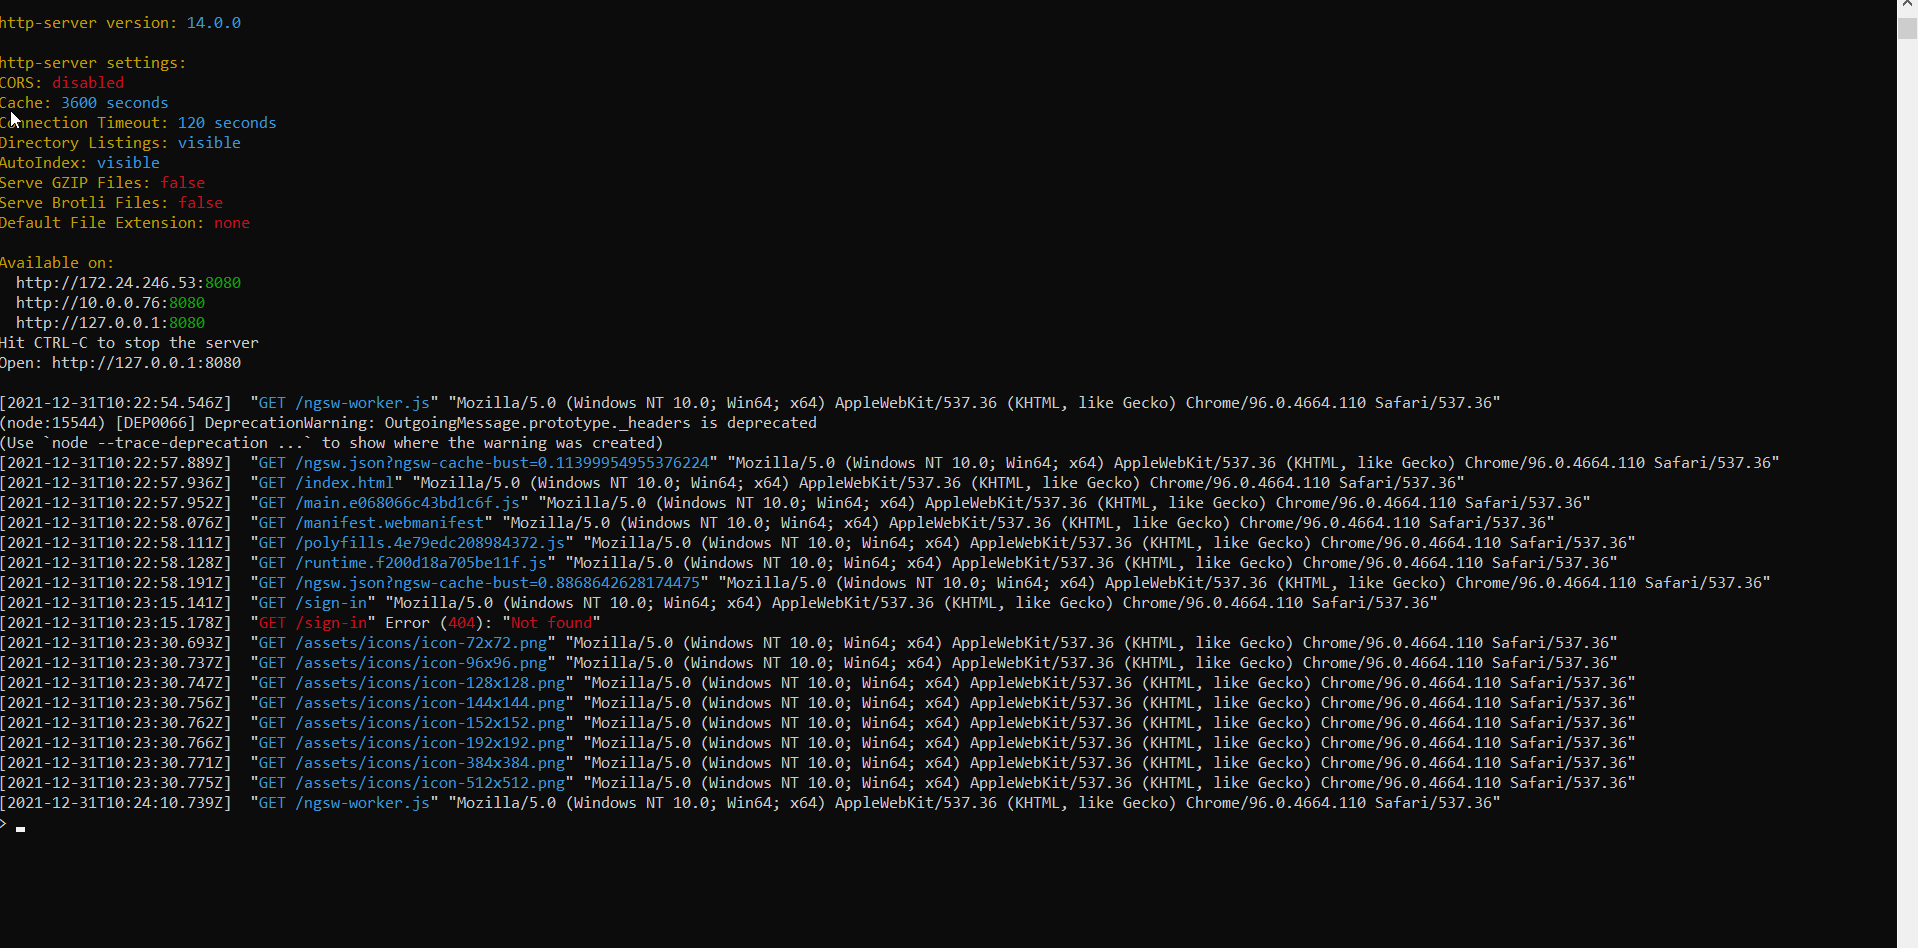 http-server version: 14.0.0
http-server settings:
CORS: disabled
Cache: 3600 seconds
Connection Timeout: 120 seconds
Directory Listings: visible
AutoIndex: visible
Serve GZIP Files: false
Serve Brotli Files: false
Default File Extension: none
Available on:
http://172.24.246.53:8080
http://10.0.0.76:8080
http://127.0.0.1:8080
Hit CTRL-C to stop the server
Open: http://127.0.0.1:8080
[2021-12-31T10:22:54.546Z]  "GET /ngsw-worker.js" "Mozilla/5.0 (Windows NT 10.0; Win64; x64) AppleWebKit/537.36 (KHTML, like Gecko) Chrome/96.0.4664.110 Safari/537.36"
(node:15544) [DEP0066] DeprecationWarning: OutgoingMessage.prototype._headers is deprecated
(Use `node --trace-deprecation ...` to show where the warning was created)
[2021-12-31T10:22:57.889Z]  "GET /ngsw.json?ngsw-cache-bust=0.11399954955376224" "Mozilla/5.0 (Windows NT 10.0; Win64; x64) AppleWebKit/537.36 (KHTML, like Gecko) Chrome/96.0.4664.110 Safari/537.36"
[2021-12-31T10:22:57.936Z]  "GET /index.html" "Mozilla/5.0 (Windows NT 10.0; Win64; x64) AppleWebKit/537.36 (KHTML, like Gecko) Chrome/96.0.4664.110 Safari/537.36"
[2021-12-31T10:22:57.952Z]  "GET /main.e068066c43bd1c6f.js" "Mozilla/5.0 (Windows NT 10.0; Win64; x64) AppleWebKit/537.36 (KHTML, like Gecko) Chrome/96.0.4664.110 Safari/537.36"
[2021-12-31T10:22:58.076Z]  "GET /manifest.webmanifest" "Mozilla/5.0 (Windows NT 10.0; Win64; x64) AppleWebKit/537.36 (KHTML, like Gecko) Chrome/96.0.4664.110 Safari/537.36"
[2021-12-31T10:22:58.111Z]  "GET /polyfills.4e79edc208984372.js" "Mozilla/5.0 (Windows NT 10.0; Win64; x64) AppleWebKit/537.36 (KHTML, like Gecko) Chrome/96.0.4664.110 Safari/537.36"
[2021-12-31T10:22:58.128Z]  "GET /runtime.f200d18a705be11f.js" "Mozilla/5.0 (Windows NT 10.0; Win64; x64) AppleWebKit/537.36 (KHTML, like Gecko) Chrome/96.0.4664.110 Safari/537.36"
[2021-12-31T10:22:58.191Z]  "GET /ngsw.json?ngsw-cache-bust=0.8868642628174475" "Mozilla/5.0 (Windows NT 10.0; Win64; x64) AppleWebKit/537.36 (KHTML, like Gecko) Chrome/96.0.4664.110 Safari/537.36"
[2021-12-31T10:23:15.141Z]  "GET /sign-in" "Mozilla/5.0 (Windows NT 10.0; Win64; x64) AppleWebKit/537.36 (KHTML, like Gecko) Chrome/96.0.4664.110 Safari/537.36"
[2021-12-31T10:23:15.178Z]  "GET /sign-in" Error (404): "Not found"
[2021-12-31T10:23:30.693Z]  "GET /assets/icons/icon-72x72.png" "Mozilla/5.0 (Windows NT 10.0; Win64; x64) AppleWebKit/537.36 (KHTML, like Gecko) Chrome/96.0.4664.110 Safari/537.36"
[2021-12-31T10:23:30.737Z]  "GET /assets/icons/icon-96x96.png" "Mozilla/5.0 (Windows NT 10.0; Win64; x64) AppleWebKit/537.36 (KHTML, like Gecko) Chrome/96.0.4664.110 Safari/537.36"
[2021-12-31T10:23:30.747Z]  "GET /assets/icons/icon-128x128.png" "Mozilla/5.0 (Windows NT 10.0; Win64; x64) AppleWebKit/537.36 (KHTML, like Gecko) Chrome/96.0.4664.110 Safari/537.36"
[2021-12-31T10:23:30.756Z]  "GET /assets/icons/icon-144x144.png" "Mozilla/5.0 (Windows NT 10.0; Win64; x64) AppleWebKit/537.36 (KHTML, like Gecko) Chrome/96.0.4664.110 Safari/537.36"
[2021-12-31T10:23:30.762Z]  "GET /assets/icons/icon-152x152.png" "Mozilla/5.0 (Windows NT 10.0; Win64; x64) AppleWebKit/537.36 (KHTML, like Gecko) Chrome/96.0.4664.110 Safari/537.36"
[2021-12-31T10:23:30.766Z]  "GET /assets/icons/icon-192x192.png" "Mozilla/5.0 (Windows NT 10.0; Win64; x64) AppleWebKit/537.36 (KHTML, like Gecko) Chrome/96.0.4664.110 Safari/537.36"
[2021-12-31T10:23:30.771Z]  "GET /assets/icons/icon-384x384.png" "Mozilla/5.0 (Windows NT 10.0; Win64; x64) AppleWebKit/537.36 (KHTML, like Gecko) Chrome/96.0.4664.110 Safari/537.36"
[2021-12-31T10:23:30.775Z]  "GET /assets/icons/icon-512x512.png" "Mozilla/5.0 (Windows NT 10.0; Win64; x64) AppleWebKit/537.36 (KHTML, like Gecko) Chrome/96.0.4664.110 Safari/537.36"
[2021-12-31T10:24:10.739Z]  "GET /ngsw-worker.js" "Mozilla/5.0 (Windows NT 10.0; Win64; x64) AppleWebKit/537.36 (KHTML, like Gecko) Chrome/96.0.4664.110 Safari/537.36"
>